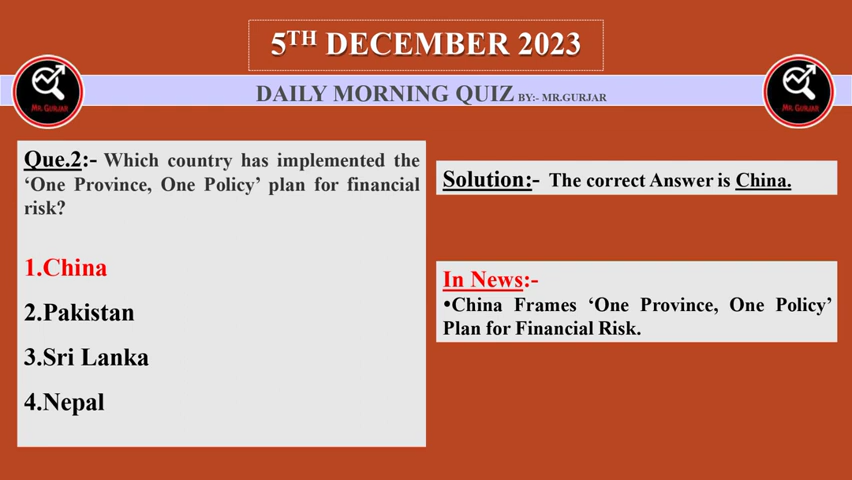 5TH DECEMBER 2023
DAILY MORNING QUIZ BY:- MR.GURJAR
MR.GURJAR
MR.GURJAR
Que.2:- Which country has implemented the
‘One Province, One Policy’ plan for financial
risk?
1.China
2.Pakistan
3.Sri Lanka
4.Nepal
Solution:- The correct Answer is China.
In News:-
•China Frames ‘One Province, One Policy’
Plan for Financial Risk.